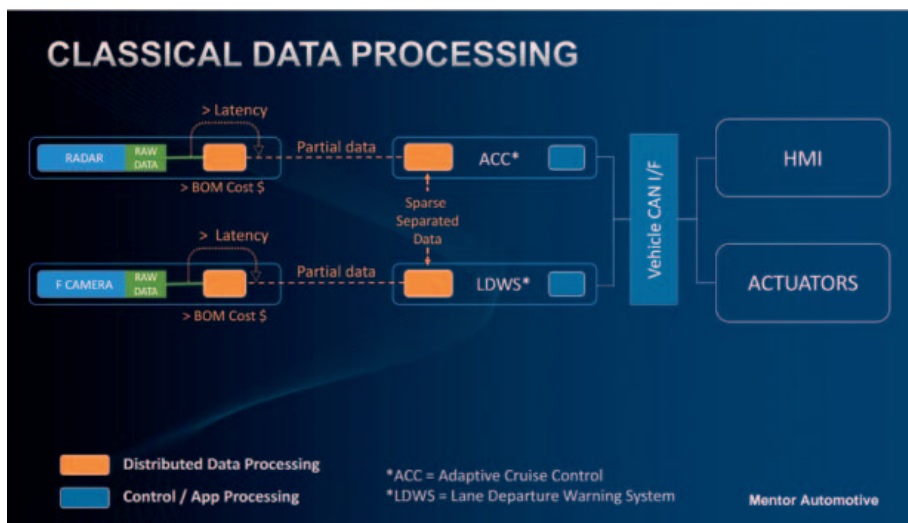 CLASSICAL DATA PROCESSING
> Latency
RADAR
RAW
DATA
Partial data
ACC*
> BOM Cost $
Sparse
Separated
Data
> Latency
F CAMERA
RAW
DATA
Partial data
LDWS*
> BOM Cost $
Vehicle CAN I/F
HMI
ACTUATORS
Distributed Data Processing
Control / App Processing
*ACC = Adaptive Cruise Control
*LDWS = Lane Departure Warning System
Mentor Automotive